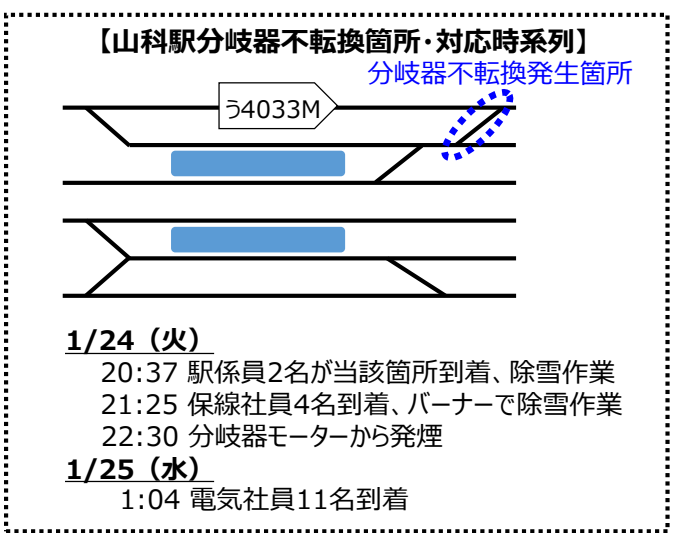 【山科駅分岐器不転換箇所・対応時系列】
分岐器不転換発生箇所
う4033M
1/24（火）
20:37 駅係員2名が当該箇所到着、除雪作業
21:25 保線社員4名到着、バーナーで除雪作業
22:30 分岐器モーターから発煙
1/25（水）
1:04 電気社員11名到着